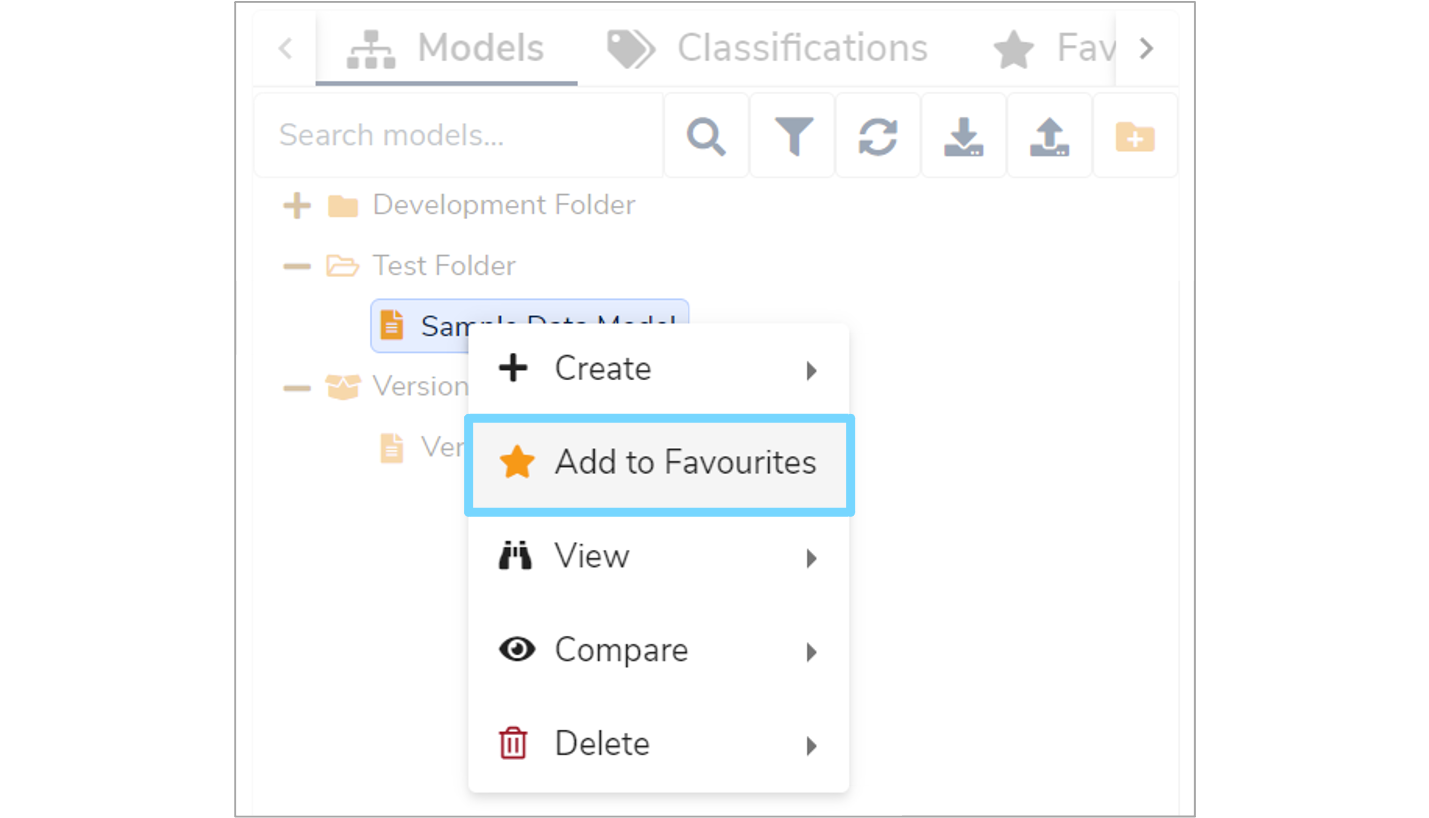 Models Classifications Fav
Search models...
Development Folder
Test Folder
Sample Data Model
Create
Version
Add to Favourites
Ver
View
Compare
Delete